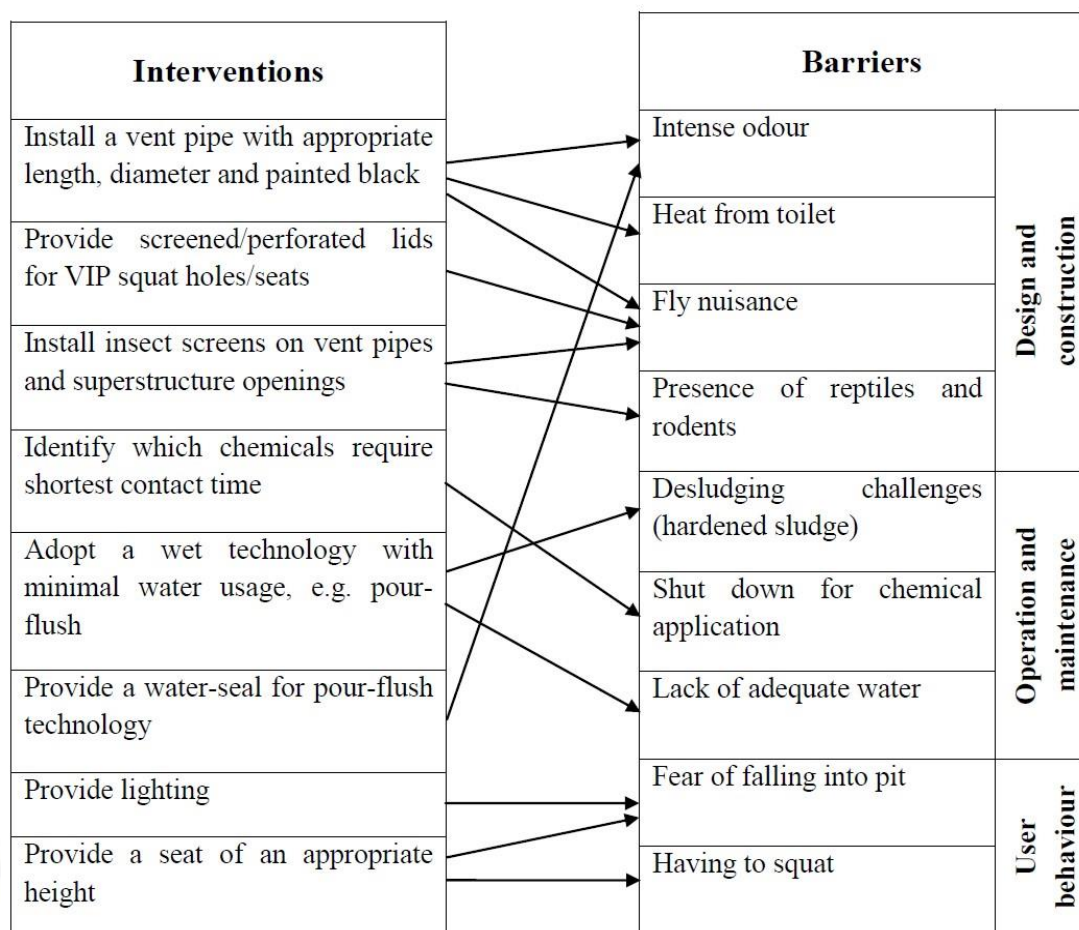 Interventions
Install a vent pipe with appropriate
length, diameter and painted black
Provide screened/perforated lids
for VIP squat holes/seats
Install insect screens on vent pipes
and superstructure openings
Identify which chemicals require
shortest contact time
Adopt a wet technology with
minimal water usage, e.g. pour-
flush
Provide a water-seal for pour-flush
technology
Provide lighting
Provide a seat of an appropriate
height
Barriers
Intense odour
Heat from toilet
Fly nuisance
Presence of reptiles and
rodents
Design and
construction
Desludging challenges
(hardened sludge)
Shut down for chemical
application
Lack of adequate water
Operation and
maintenance
Fear of falling into pit
Having to squat
User
behaviour